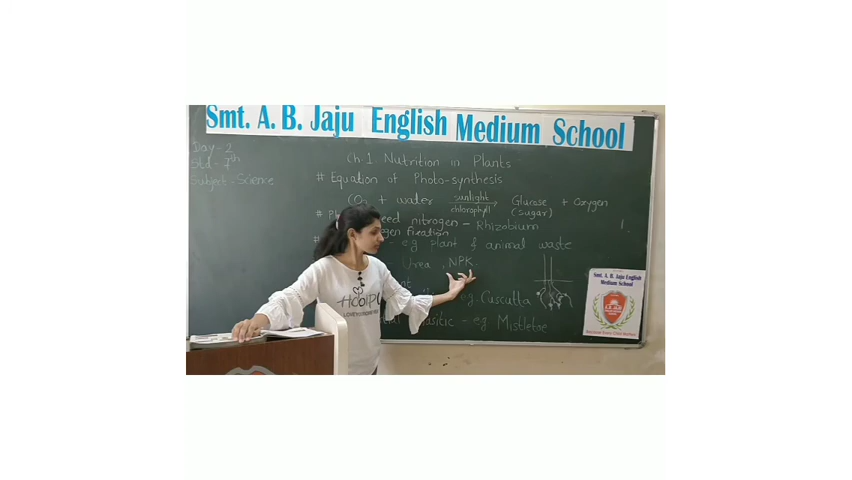 Smt. A. B. Jaju English Medium School
Day-2
Std - 7th
Subject - Science
Ch.1 Nutrition in Plants
# Equation of Photo-synthesis
CO2 + water sunlight chlorophyll → Glucose (sugar) + Oxygen
need nitrogen - Rhizobium
fixation
- eg plant & animal waste
Urea, NPK.
eg. Cuscutta
- eg Mistletoe
1.
Smt. A. B. Jaju English
Medium School